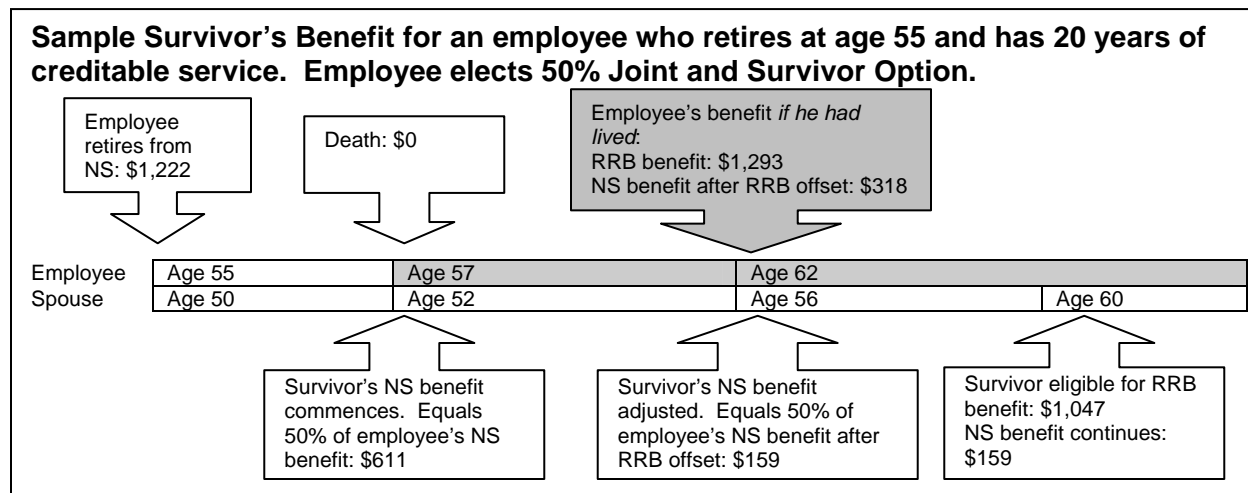 Sample Survivor's Benefit for an employee who retires at age 55 and has 20 years of
creditable service.  Employee elects 50% Joint and Survivor Option.
Employee
retires from
NS: $1,222
Death: $0
Employee's benefit if he had
lived:
RRB benefit: $1,293
NS benefit after RRB offset: $318
Employee Age 55 Age 57 Age 62
Spouse Age 50 Age 52 Age 56 Age 60
Survivor's NS benefit
commences.  Equals
50% of employee's NS
benefit: $611
Survivor's NS benefit
adjusted.  Equals 50% of
employee's NS benefit after
RRB offset: $159
Survivor eligible for RRB
benefit: $1,047
NS benefit continues:
$159